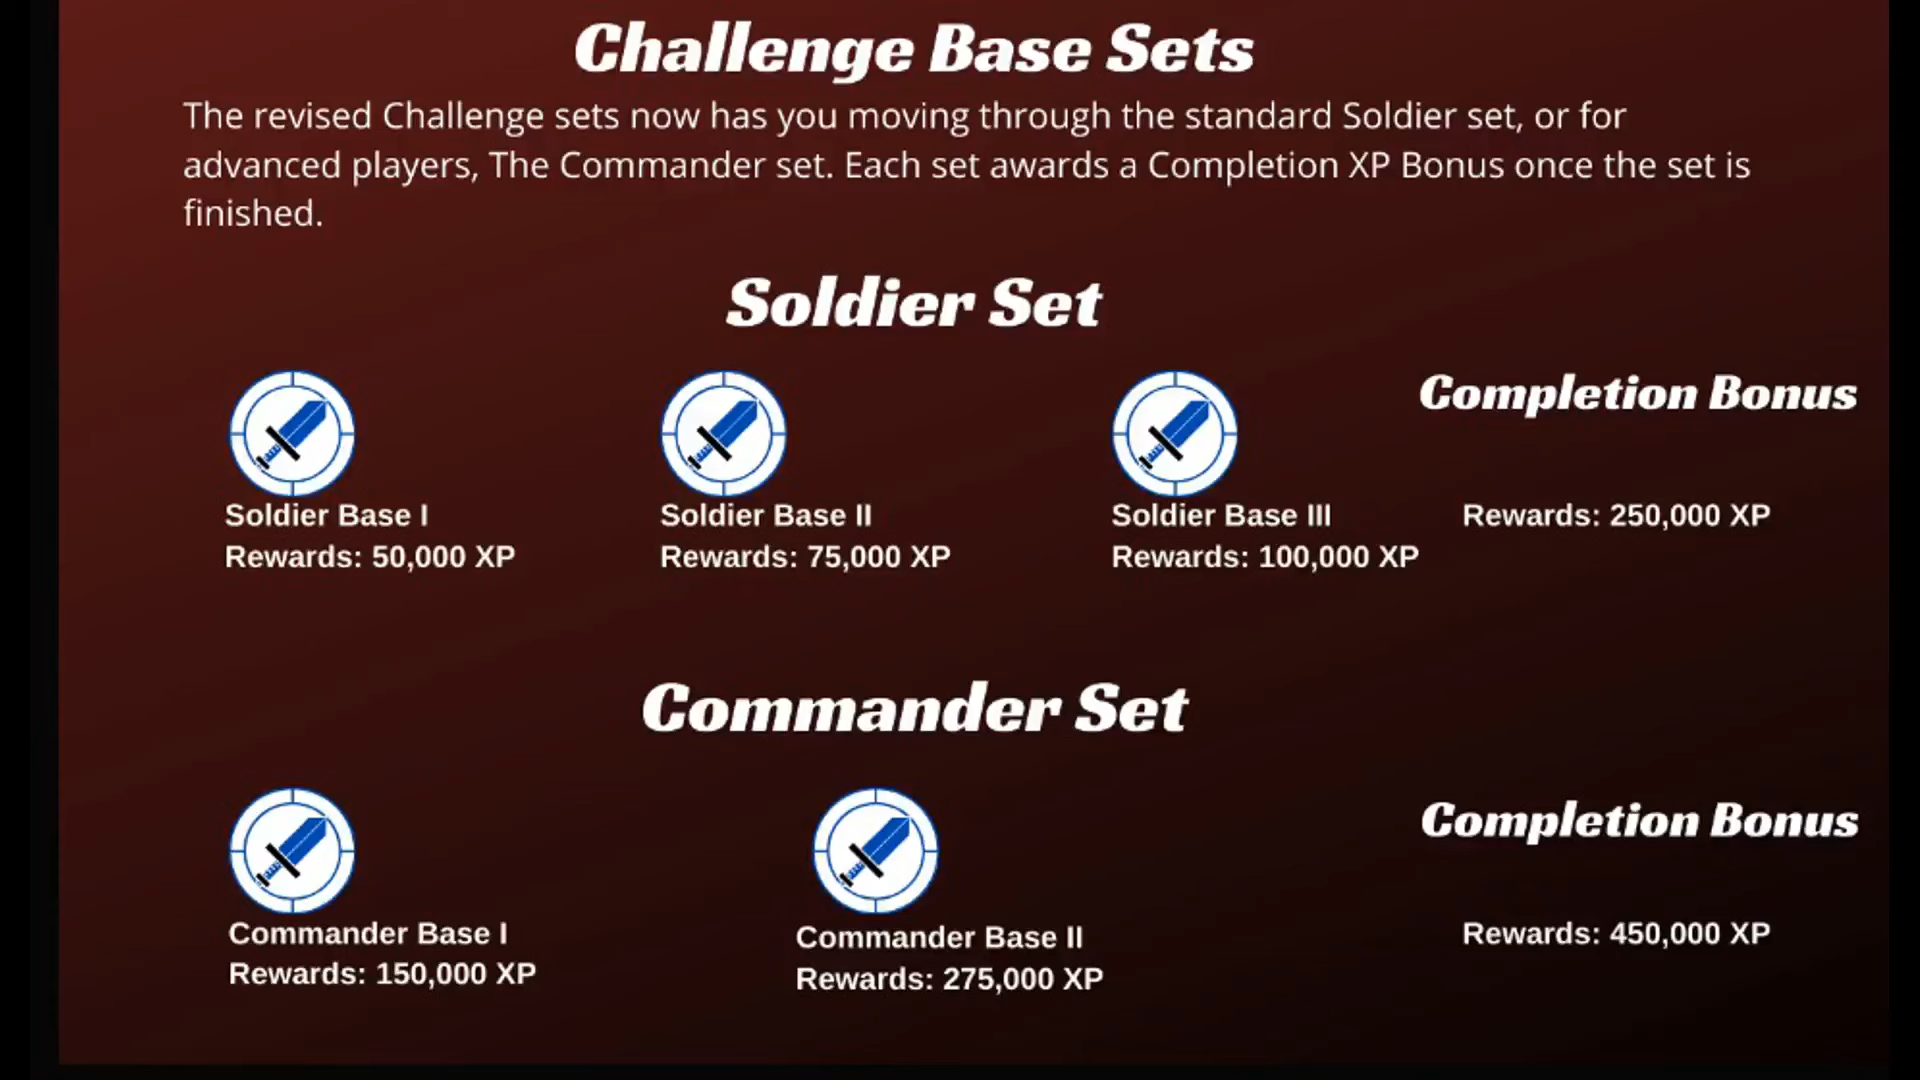 Challenge Base Sets
The revised Challenge sets now has you moving through the standard Soldier set, or for
advanced players, The Commander set. Each set awards a Completion XP Bonus once the set is
finished.
Soldier Set
Soldier Base I
Rewards: 50,000 XP
Soldier Base II
Rewards: 75,000 XP
Soldier Base III
Rewards: 100,000 XP
Completion Bonus
Rewards: 250,000 XP
Commander Set
Commander Base I
Rewards: 150,000 XP
Commander Base II
Rewards: 275,000 XP
Completion Bonus
Rewards: 450,000 XP